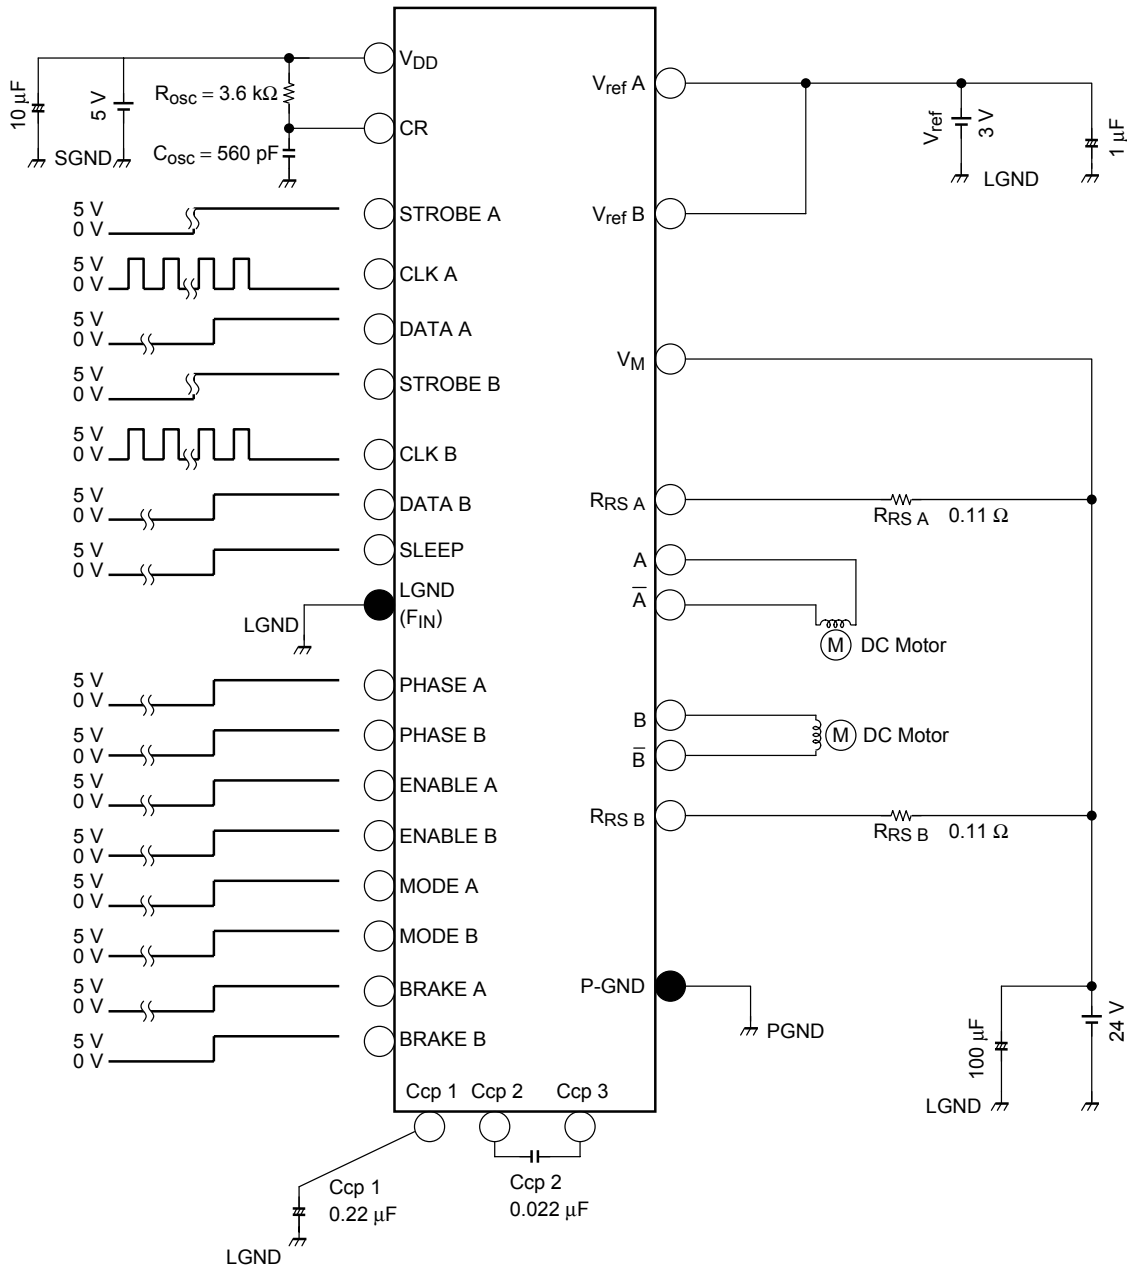 V_DD
10 μF
5 V
R_osc = 3.6 kΩ
CR
SGND
C_osc = 560 pF
5 V
0 V
STROBE A
5 V
0 V
CLK A
5 V
0 V
DATA A
5 V
0 V
STROBE B
5 V
0 V
CLK B
5 V
0 V
DATA B
5 V
0 V
SLEEP
LGND
LGND
(F_IN)
5 V
0 V
PHASE A
5 V
0 V
PHASE B
5 V
0 V
ENABLE A
5 V
0 V
ENABLE B
5 V
0 V
MODE A
5 V
0 V
MODE B
5 V
0 V
BRAKE A
5 V
0 V
BRAKE B
V_ref A
V_ref
3 V
1 μF
LGND
V_ref B
V_M
R_RS A
R_RS A 0.11 Ω
A
A̅
M DC Motor
B
M DC Motor
B̅
R_RS B
R_RS B 0.11 Ω
P-GND
PGND
100 μF
24 V
LGND
Ccp 1 Ccp 2 Ccp 3
Ccp 1
0.22 μF
LGND
Ccp 2
0.022 μF